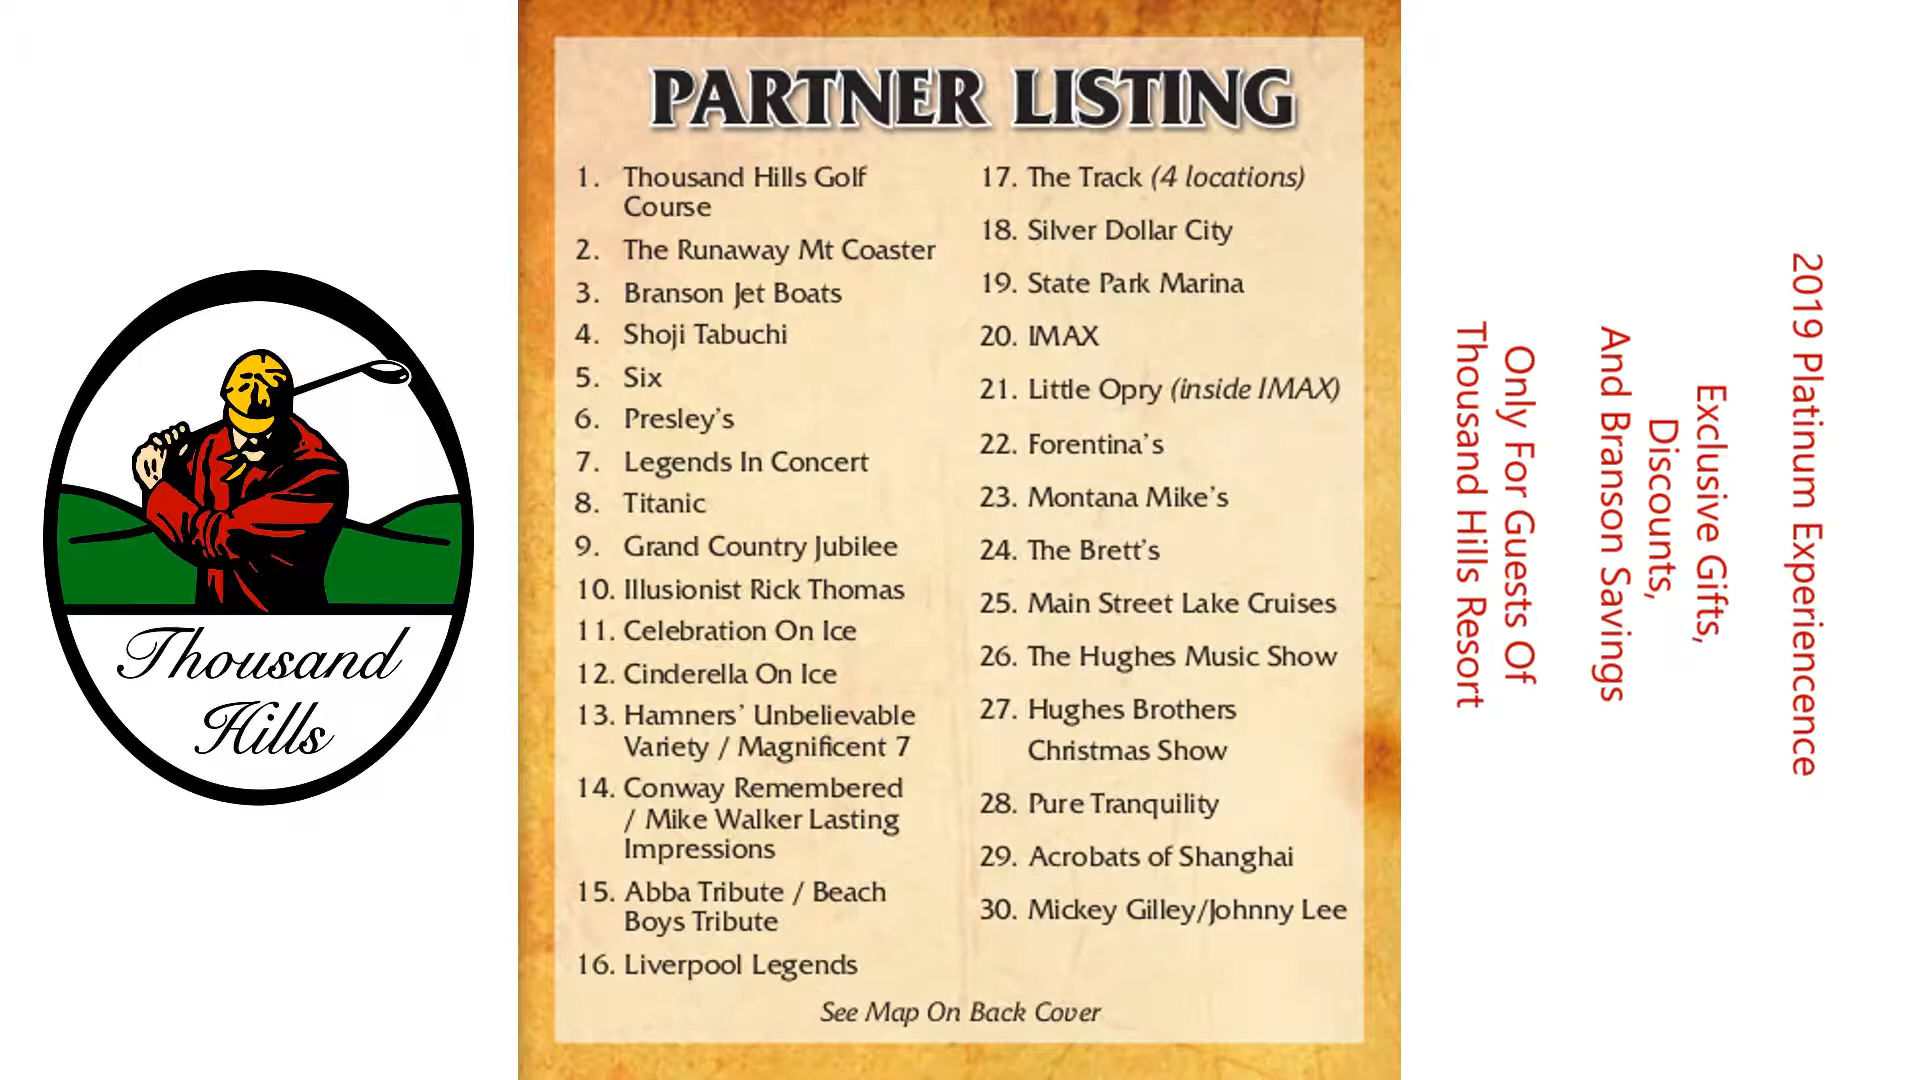 Thousand
Hills
PARTNER LISTING
1. Thousand Hills Golf
Course
2. The Runaway Mt Coaster
3. Branson Jet Boats
4. Shoji Tabuchi
5. Six
6. Presley's
7. Legends In Concert
8. Titanic
9. Grand Country Jubilee
10. Illusionist Rick Thomas
11. Celebration On Ice
12. Cinderella On Ice
13. Hamners' Unbelievable
Variety / Magnificent 7
14. Conway Remembered
/ Mike Walker Lasting
Impressions
15. Abba Tribute / Beach
Boys Tribute
16. Liverpool Legends
17. The Track (4 locations)
18. Silver Dollar City
19. State Park Marina
20. IMAX
21. Little Opry (inside IMAX)
22. Forentina's
23. Montana Mike's
24. The Brett's
25. Main Street Lake Cruises
26. The Hughes Music Show
27. Hughes Brothers
Christmas Show
28. Pure Tranquility
29. Acrobats of Shanghai
30. Mickey Gilley/Johnny Lee
See Map On Back Cover
2019 Platinum Experiencence
Exclusive Gifts,
Discounts,
And Branson Savings
Only For Guests Of
Thousand Hills Resort